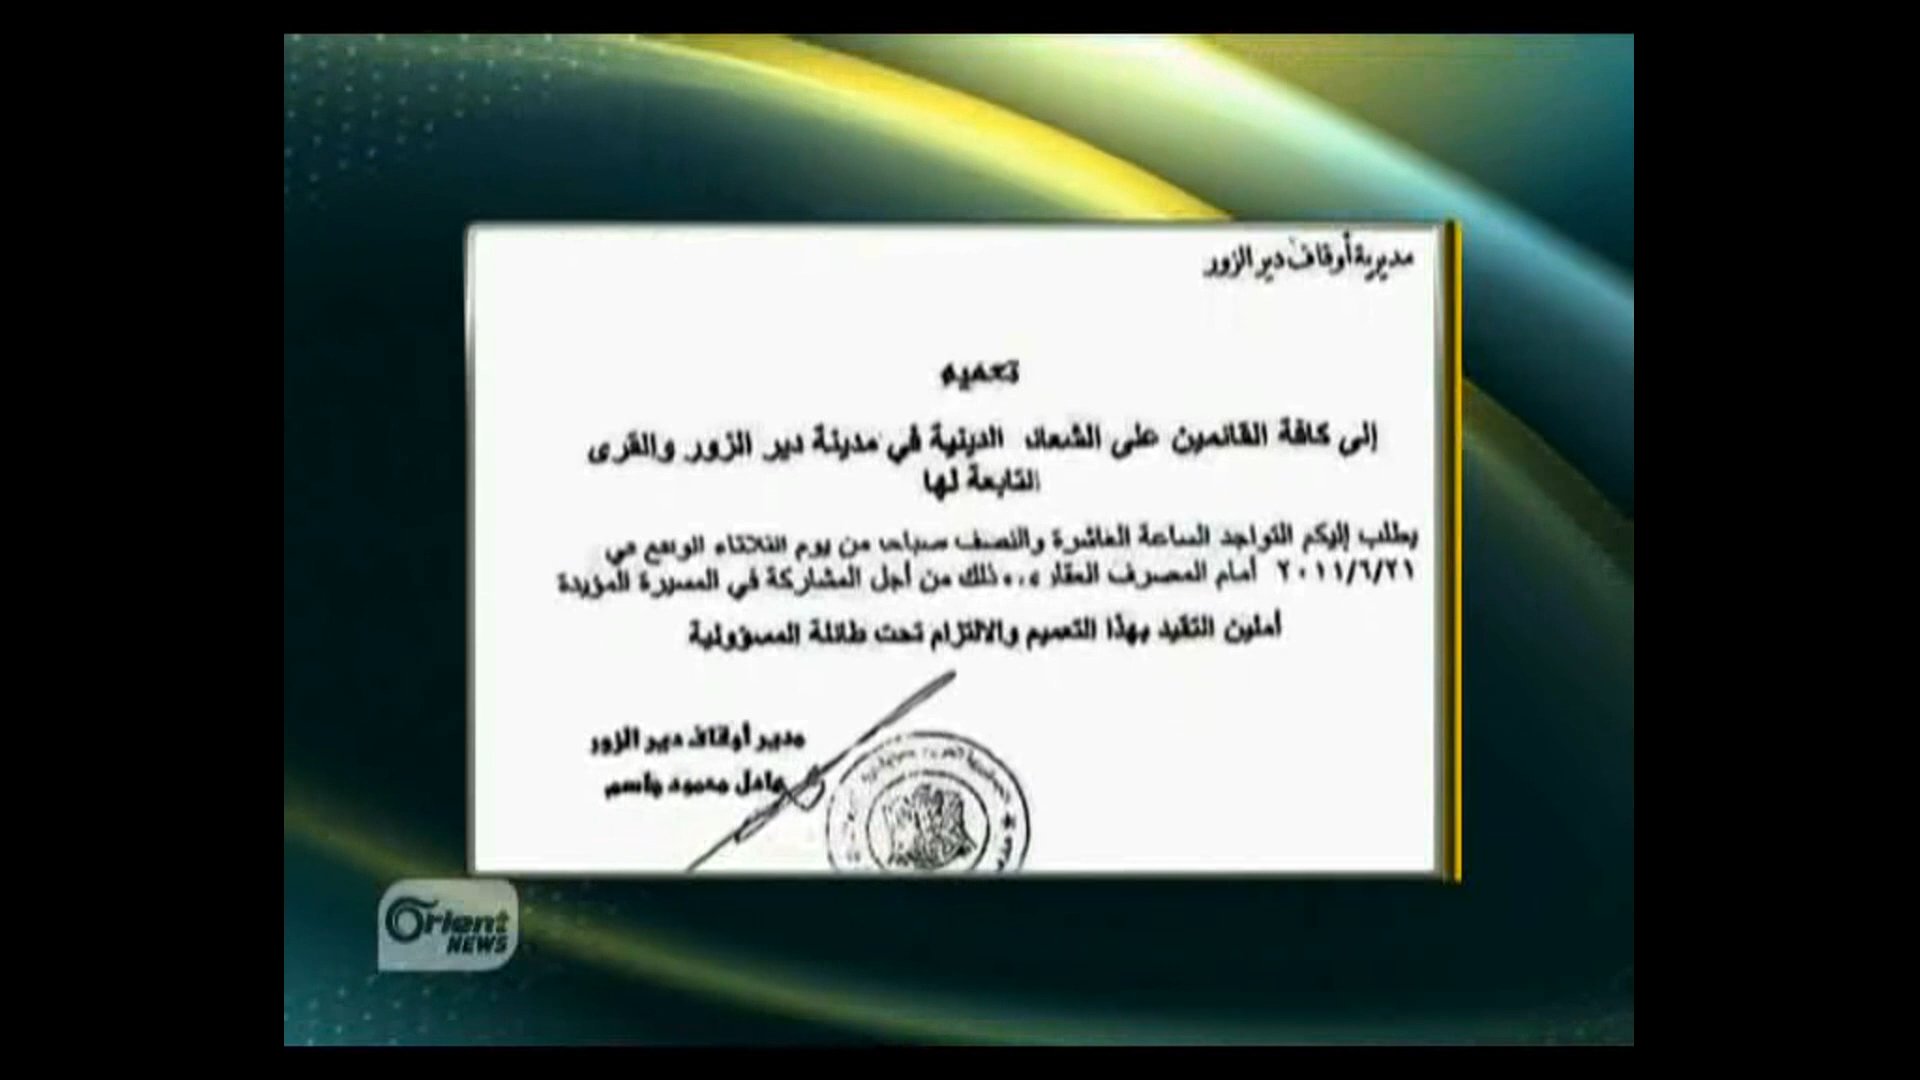 مديرية أوقاف دير الزور
تعميم
إلى كافة القائمين على الشعائر الدينية في مدينة دير الزور والقرى
التابعة لها
يطلب إليكم التواجد الساعة العاشرة والنصف صباحا من يوم الثلاثاء الواقع في
٢٠١١/٦/٢١ أمام المصرف العقاري وذلك من أجل المشاركة في المسيرة المؤيدة
أملين التقيد بهذا التعميم والالتزام تحت طائلة المسؤولية
مدير أوقاف دير الزور
عادل محمود جاسم
Orient
NEWS